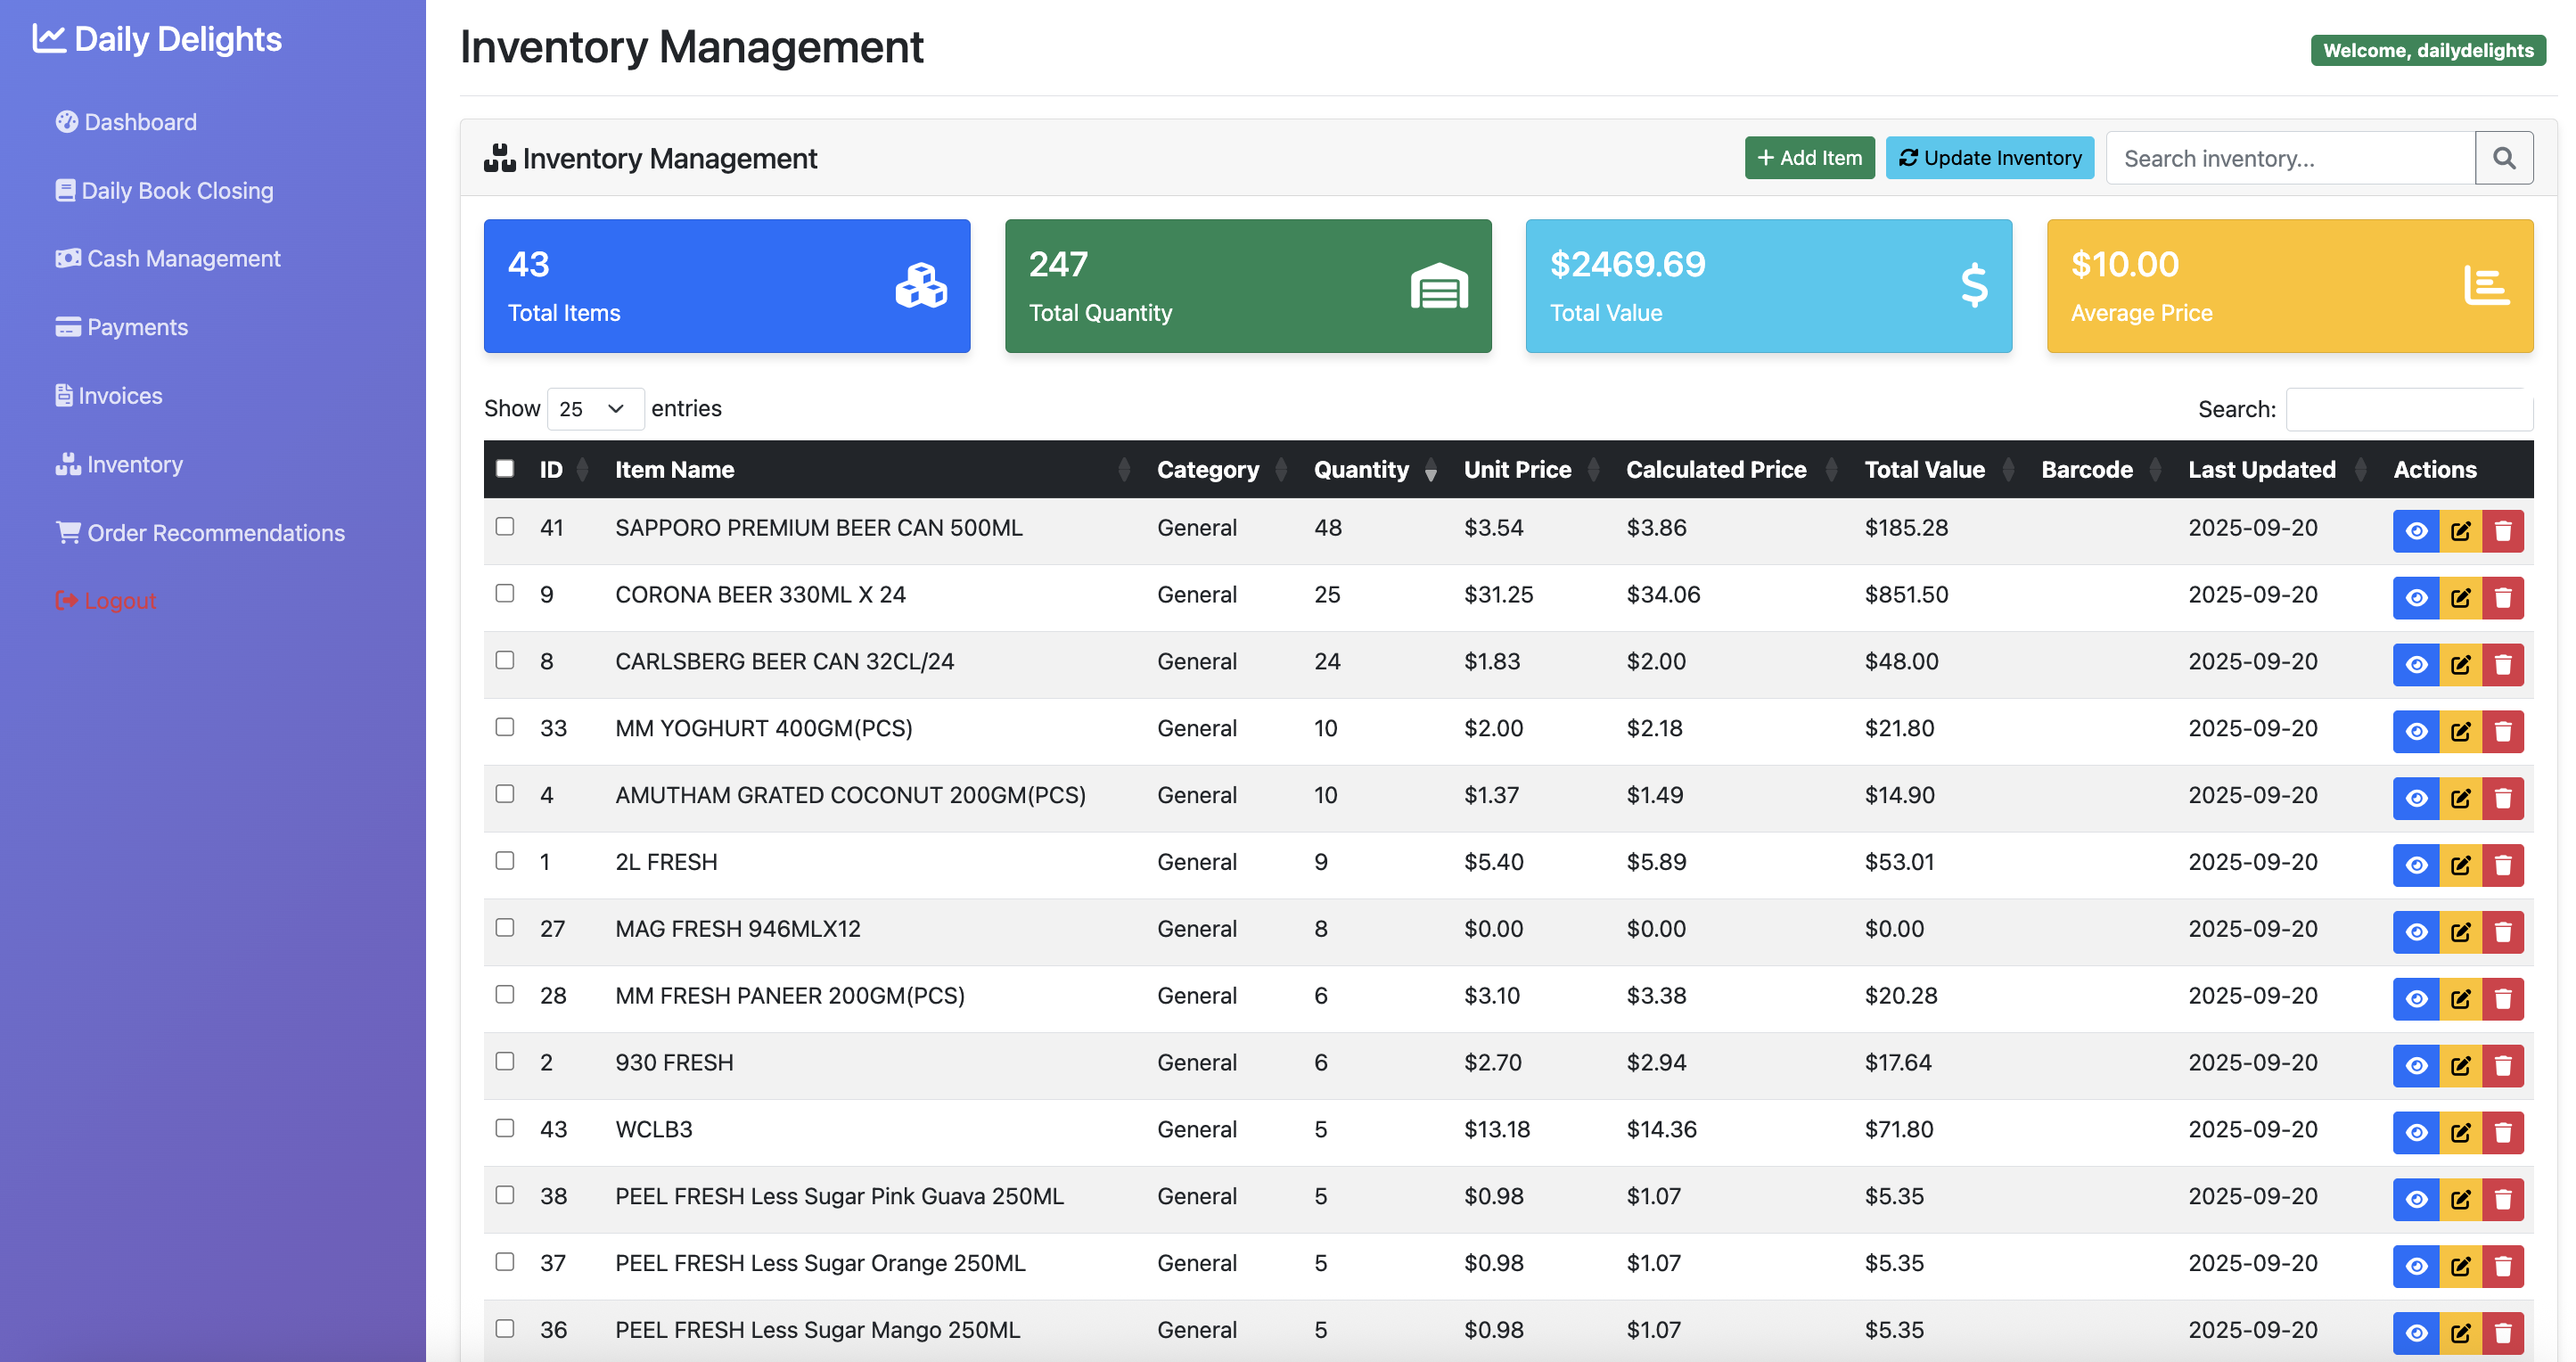 Daily Delights
Dashboard
Daily Book Closing
Cash Management
Payments
Invoices
Inventory
Order Recommendations
Logout
Inventory Management
Welcome, dailydelights
Inventory Management
Add Item
Update Inventory
Search inventory...
43
Total Items
247
Total Quantity
$2469.69
Total Value
$10.00
Average Price
Show 25 entries
Search:
ID Item Name Category Quantity Unit Price Calculated Price Total Value Barcode Last Updated Actions
41 SAPPORO PREMIUM BEER CAN 500ML General 48 $3.54 $3.86 $185.28 2025-09-20
9 CORONA BEER 330ML X 24 General 25 $31.25 $34.06 $851.50 2025-09-20
8 CARLSBERG BEER CAN 32CL/24 General 24 $1.83 $2.00 $48.00 2025-09-20
33 MM YOGHURT 400GM(PCS) General 10 $2.00 $2.18 $21.80 2025-09-20
4 AMUTHAM GRATED COCONUT 200GM(PCS) General 10 $1.37 $1.49 $14.90 2025-09-20
1 2L FRESH General 9 $5.40 $5.89 $53.01 2025-09-20
27 MAG FRESH 946MLX12 General 8 $0.00 $0.00 $0.00 2025-09-20
28 MM FRESH PANEER 200GM(PCS) General 6 $3.10 $3.38 $20.28 2025-09-20
2 930 FRESH General 6 $2.70 $2.94 $17.64 2025-09-20
43 WCLB3 General 5 $13.18 $14.36 $71.80 2025-09-20
38 PEEL FRESH Less Sugar Pink Guava 250ML General 5 $0.98 $1.07 $5.35 2025-09-20
37 PEEL FRESH Less Sugar Orange 250ML General 5 $0.98 $1.07 $5.35 2025-09-20
36 PEEL FRESH Less Sugar Mango 250ML General 5 $0.98 $1.07 $5.35 2025-09-20